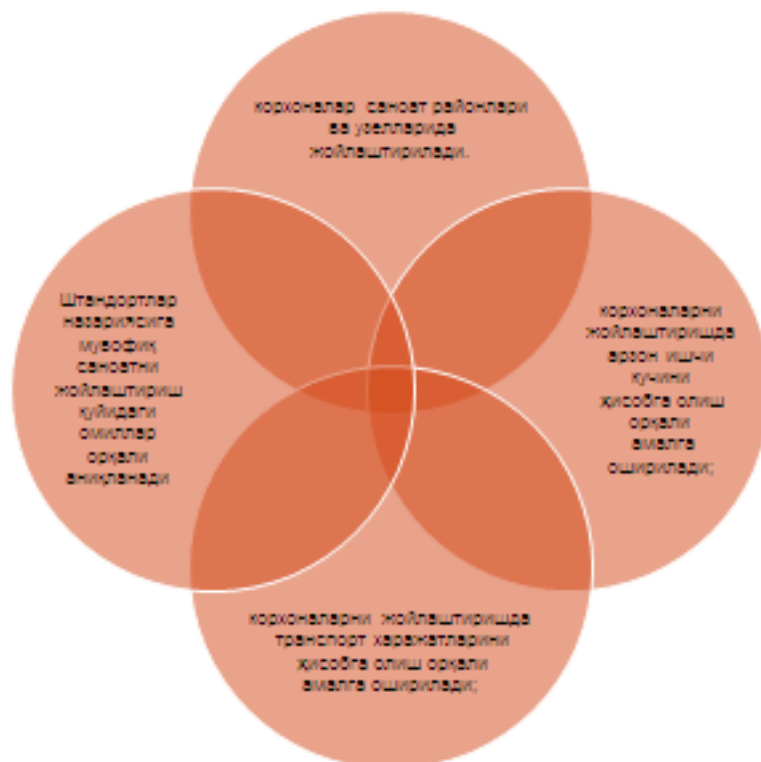 корхоналар саноат районлари
ва узелларида
жойлаштирилади.
Штандортлар
назариясига
мувофиқ
саноатни
жойлаштириш
қуйидаги
омиллар
орқали
аниқланади
корхоналарни
жойлаштиришда
арзон ишчи
кучини
ҳисобга олиш
орқали
амалга
оширилади;
корхоналарни жойлаштиришда
транспорт харажатларини
ҳисобга олиш орқали
амалга оширилади;